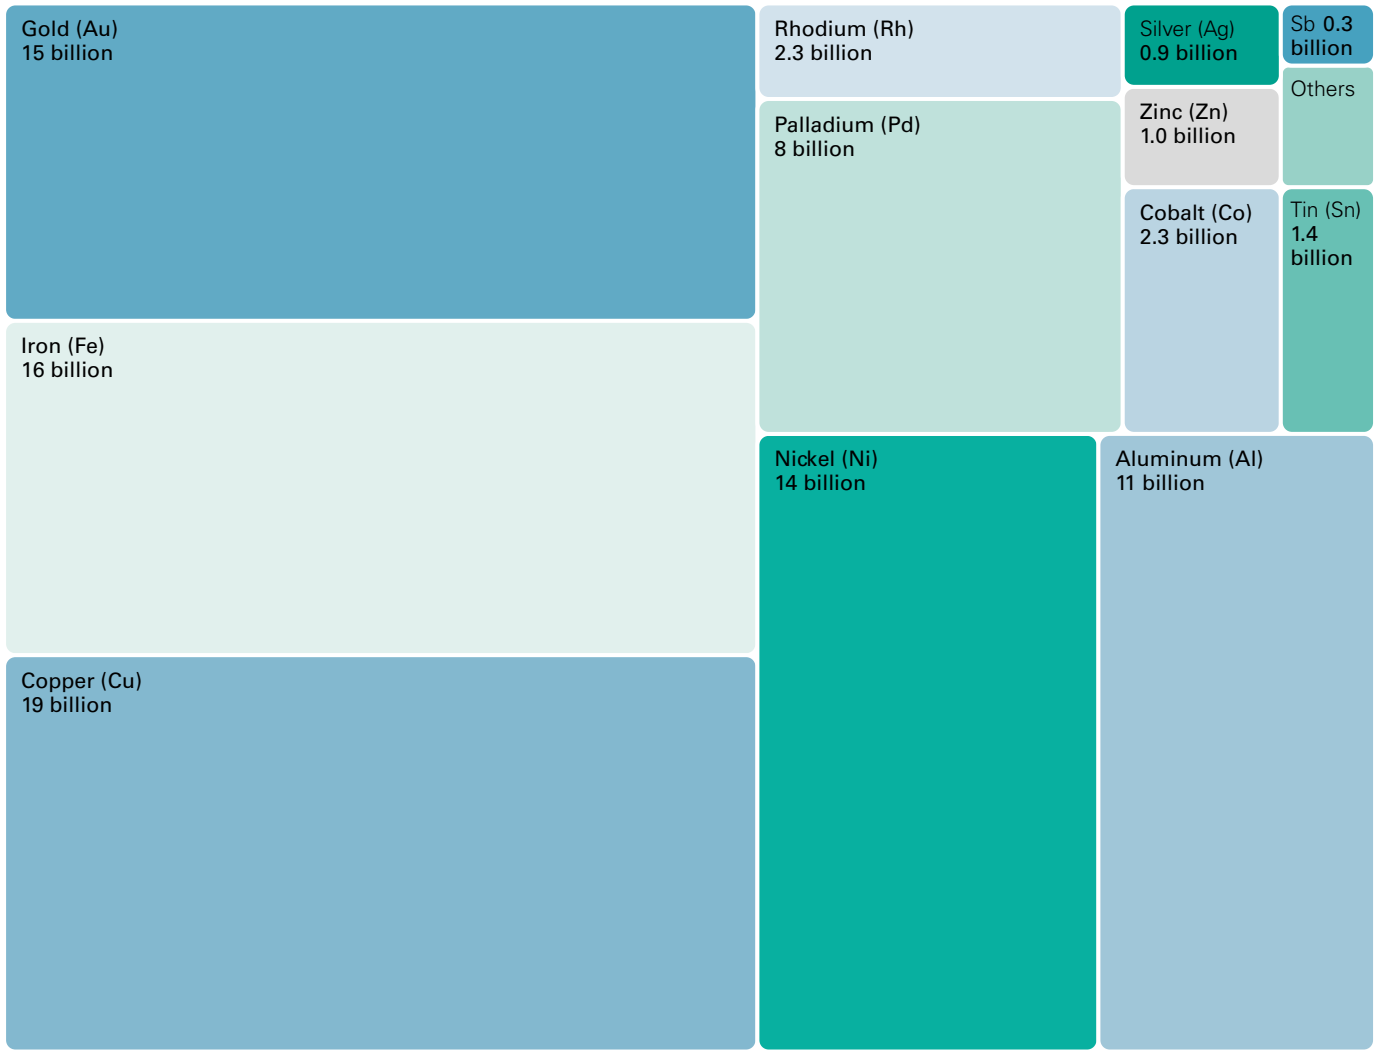 Gold (Au)
15 billion
Iron (Fe)
16 billion
Copper (Cu)
19 billion
Rhodium (Rh)
2.3 billion
Palladium (Pd)
8 billion
Silver (Ag)
0.9 billion
Zinc (Zn)
1.0 billion
Cobalt (Co)
2.3 billion
Sb 0.3
billion
Others
Tin (Sn)
1.4
billion
Nickel (Ni)
14 billion
Aluminum (Al)
11 billion